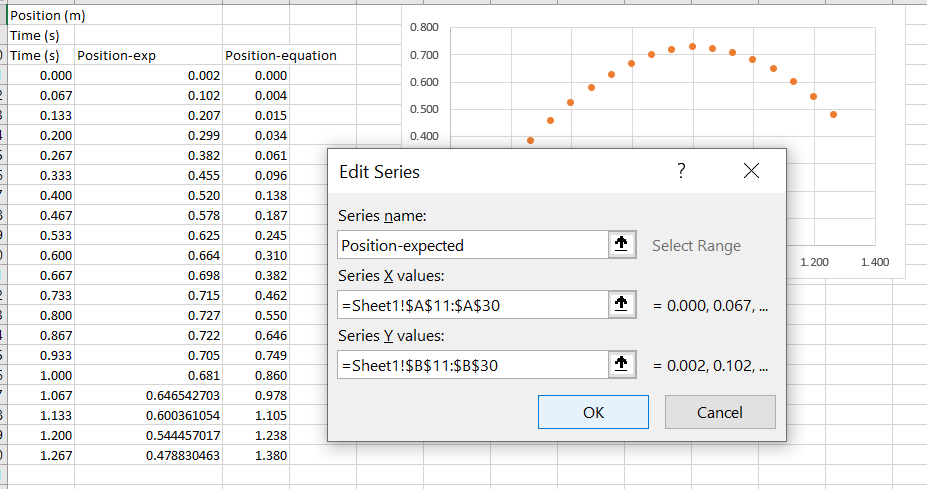 Position (m)
Time (s)
Time (s) Position-exp Position-equation
0.000 0.002 0.000
0.067 0.102 0.004
0.133 0.207 0.015
0.200 0.299 0.034
0.267 0.382 0.061
0.333 0.455 0.096
0.400 0.520 0.138
0.467 0.578 0.187
0.533 0.625 0.245
0.600 0.664 0.310
0.667 0.698 0.382
0.733 0.715 0.462
0.800 0.727 0.550
0.867 0.722 0.646
0.933 0.705 0.749
1.000 0.681 0.860
1.067 0.646542703 0.978
1.133 0.600361054 1.105
1.200 0.544457017 1.238
1.267 0.478830463 1.380
0.800
0.700
0.600
0.500
0.400
1.200 1.400
Edit Series ?
Series name:
Position-expected Select Range
Series X values:
=Sheet1!$A$11:$A$30 = 0.000, 0.067, ...
Series Y values:
=Sheet1!$B$11:$B$30 = 0.002, 0.102, ...
OK Cancel